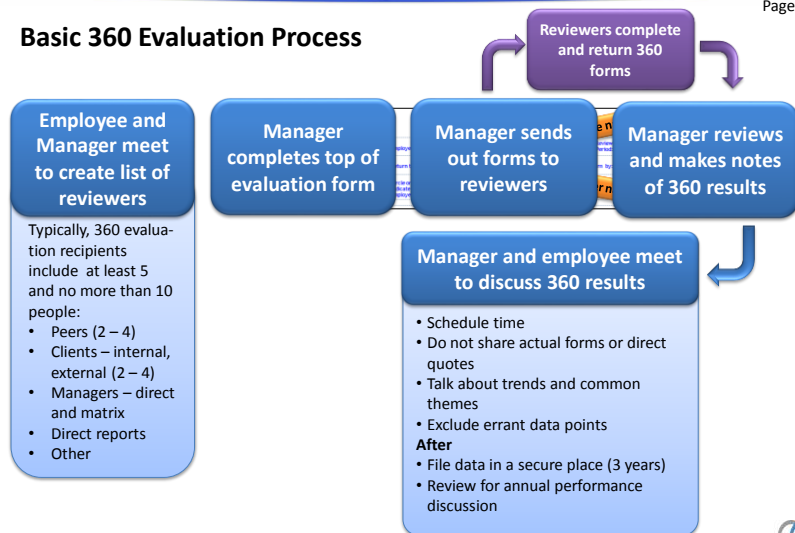 Page
Basic 360 Evaluation Process
Reviewers complete
and return 360
forms
Employee and
Manager meet
to create list of
reviewers
Manager
completes top of
evaluation form
Manager sends
out forms to
reviewers
Manager reviews
and makes notes
of 360 results
Typically, 360 evalua-
tion recipients
include at least 5
and no more than 10
people:
• Peers (2 – 4)
• Clients – internal,
external (2 – 4)
• Managers – direct
and matrix
• Direct reports
• Other
Manager and employee meet
to discuss 360 results
• Schedule time
• Do not share actual forms or direct
quotes
• Talk about trends and common
themes
• Exclude errant data points
After
• File data in a secure place (3 years)
• Review for annual performance
discussion